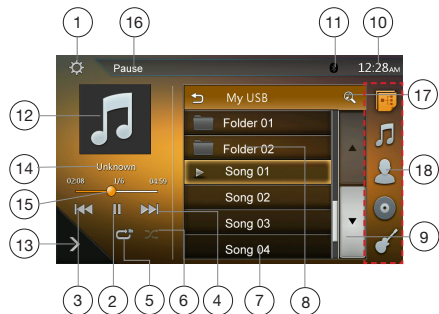 1
16
11
10
Pause
12:28AM
12
My USB
17
Folder 01
Folder 02
14
Unknown
Song 01
18
02:08
1/6
04:59
15
Song 02
Song 03
13
Song 04
9
3
2
5
6
4
7
8